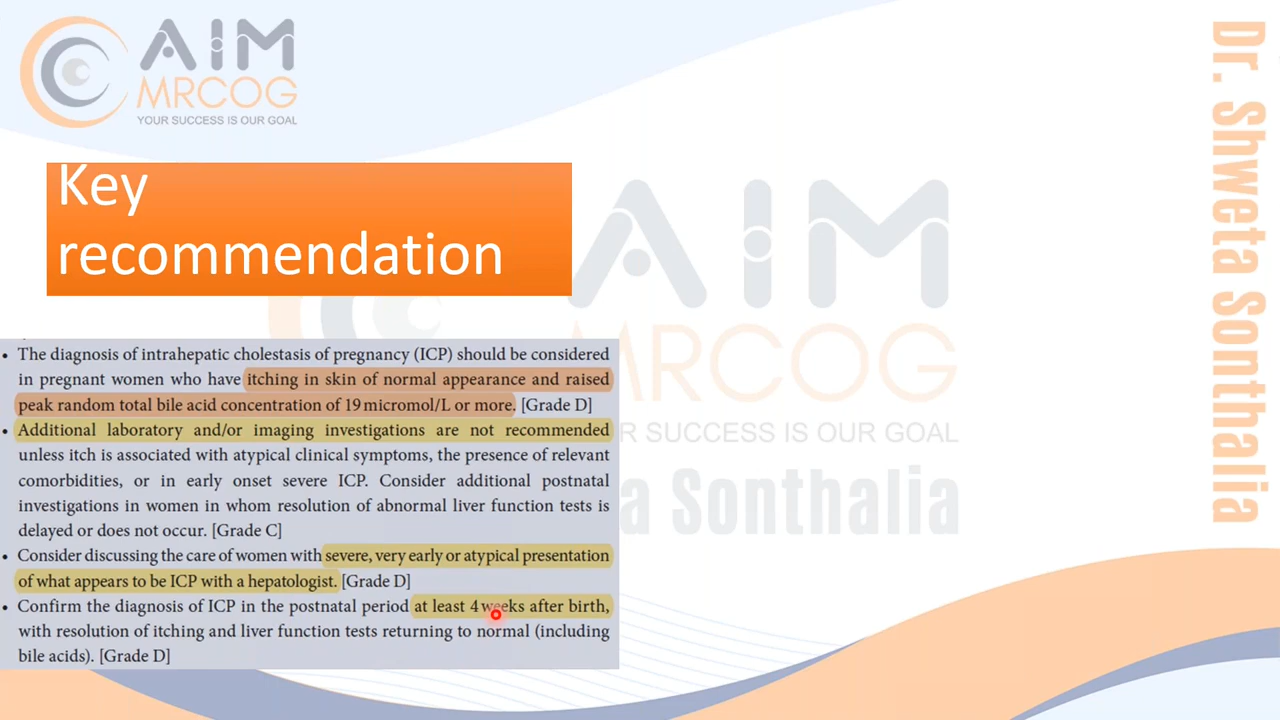 AIM
MRCOG
YOUR SUCCESS IS OUR GOAL
Key
recommendation
• The diagnosis of intrahepatic cholestasis of pregnancy (ICP) should be considered
in pregnant women who have itching in skin of normal appearance and raised
peak random total bile acid concentration of 19 micromol/L or more. [Grade D]
• Additional laboratory and/or imaging investigations are not recommended
unless itch is associated with atypical clinical symptoms, the presence of relevant
comorbidities, or in early onset severe ICP. Consider additional postnatal
investigations in women in whom resolution of abnormal liver function tests is
delayed or does not occur. [Grade C]
• Consider discussing the care of women with severe, very early or atypical presentation
of what appears to be ICP with a hepatologist. [Grade D]
• Confirm the diagnosis of ICP in the postnatal period at least 4 weeks after birth,
with resolution of itching and liver function tests returning to normal (including
bile acids). [Grade D]
AIM
MRCOG
R SUCCESS IS OUR GOAL
a Sonthalia
Dr. Shweta Sonthalia